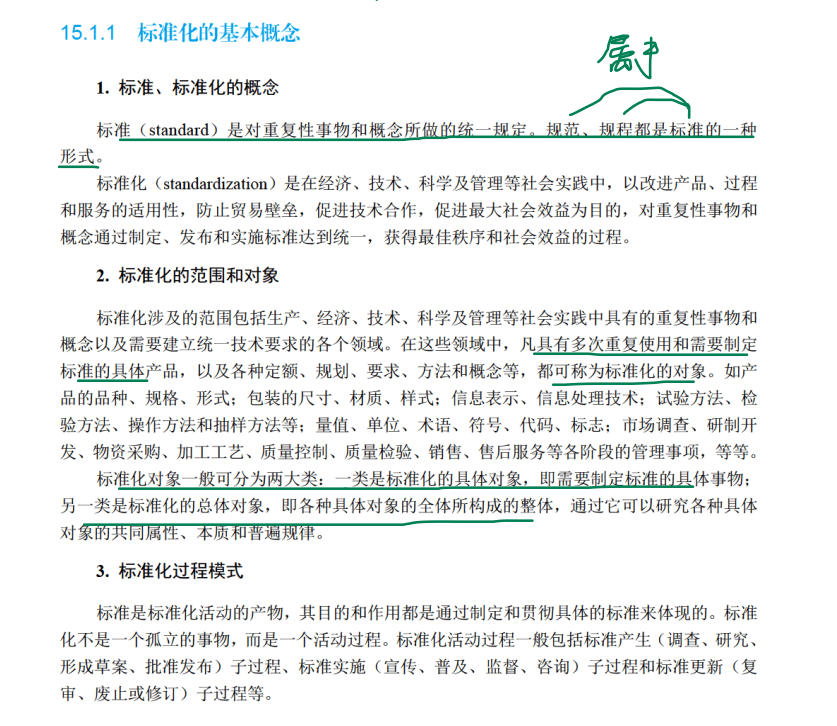 15.1.1 标准化的基本概念
属于
1. 标准、标准化的概念
标准（standard）是对重复性事物和概念所做的统一规定。规范、规程都是标准的一种
形式。
标准化（standardization）是在经济、技术、科学及管理等社会实践中，以改进产品、过程
和服务的适用性，防止贸易壁垒，促进技术合作，促进最大社会效益为目的，对重复性事物和
概念通过制定、发布和实施标准达到统一，获得最佳秩序和社会效益的过程。
2. 标准化的范围和对象
标准化涉及的范围包括生产、经济、技术、科学及管理等社会实践中具有的重复性事物和
概念以及需要建立统一技术要求的各个领域。在这些领域中，凡具有多次重复使用和需要制定
标准的具体产品，以及各种定额、规划、要求、方法和概念等，都可称为标准化的对象。如产
品的品种、规格、形式；包装的尺寸、材质、样式；信息表示、信息处理技术；试验方法、检
验方法、操作方法和抽样方法等；量值、单位、术语、符号、代码、标志；市场调查、研制开
发、物资采购、加工工艺、质量控制、质量检验、销售、售后服务等各阶段的管理事项，等等。
标准化对象一般可分为两大类：一类是标准化的具体对象，即需要制定标准的具体事物；
另一类是标准化的总体对象，即各种具体对象的全体所构成的整体，通过它可以研究各种具体
对象的共同属性、本质和普遍规律。
3. 标准化过程模式
标准是标准化活动的产物，其目的和作用都是通过制定和贯彻具体的标准来体现的。标准
化不是一个孤立的事物，而是一个活动过程。标准化活动过程一般包括标准产生（调查、研究、
形成草案、批准发布）子过程、标准实施（宣传、普及、监督、咨询）子过程和标准更新（复
审、废止或修订）子过程等。